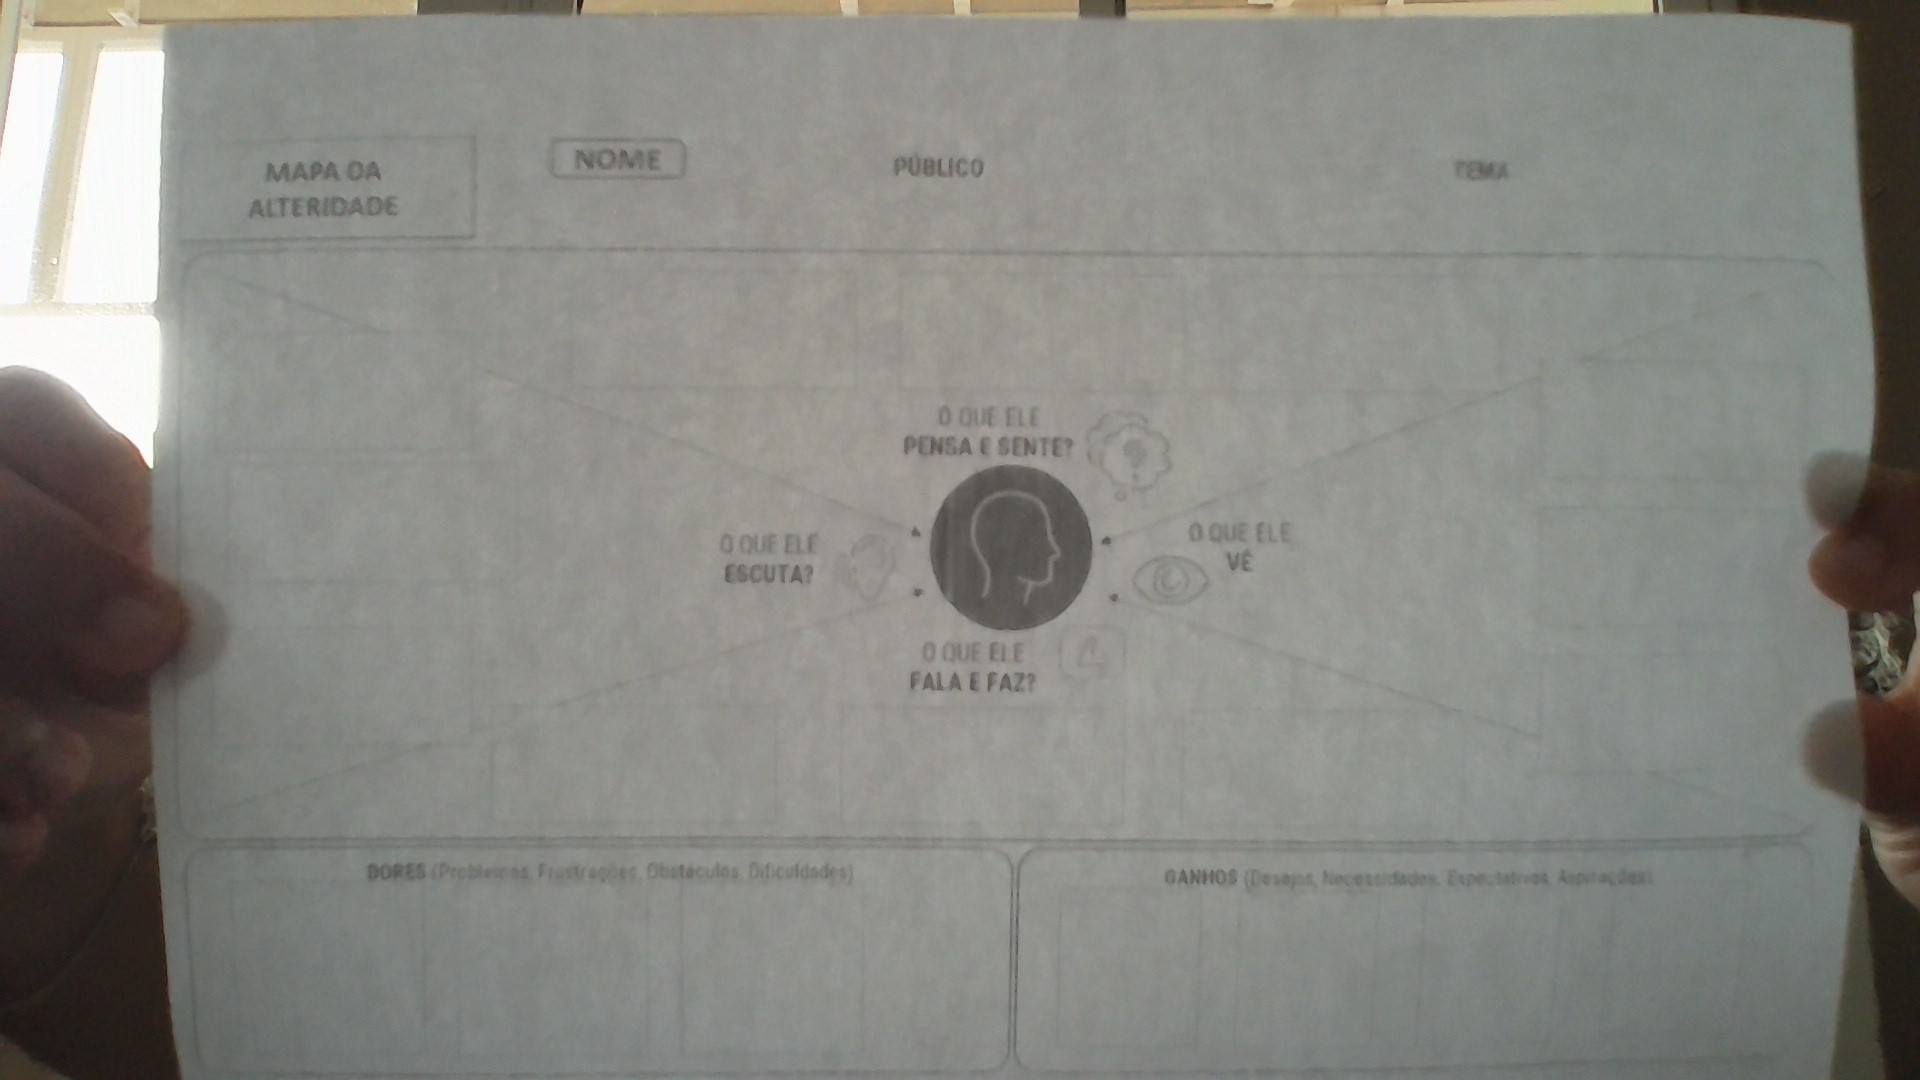 MAPA DA
ALTERIDADE
NOME
PÚBLICO
TEMA
O QUE ELE
PENSA E SENTE?
O QUE ELE
ESCUTA?
O QUE ELE
VÊ
O QUE ELE
FALA E FAZ?
DORES (Problemas, Frustrações, Obstáculos, Dificuldades)
GANHOS (Desejos, Necessidades, Expectativas, Aspirações)